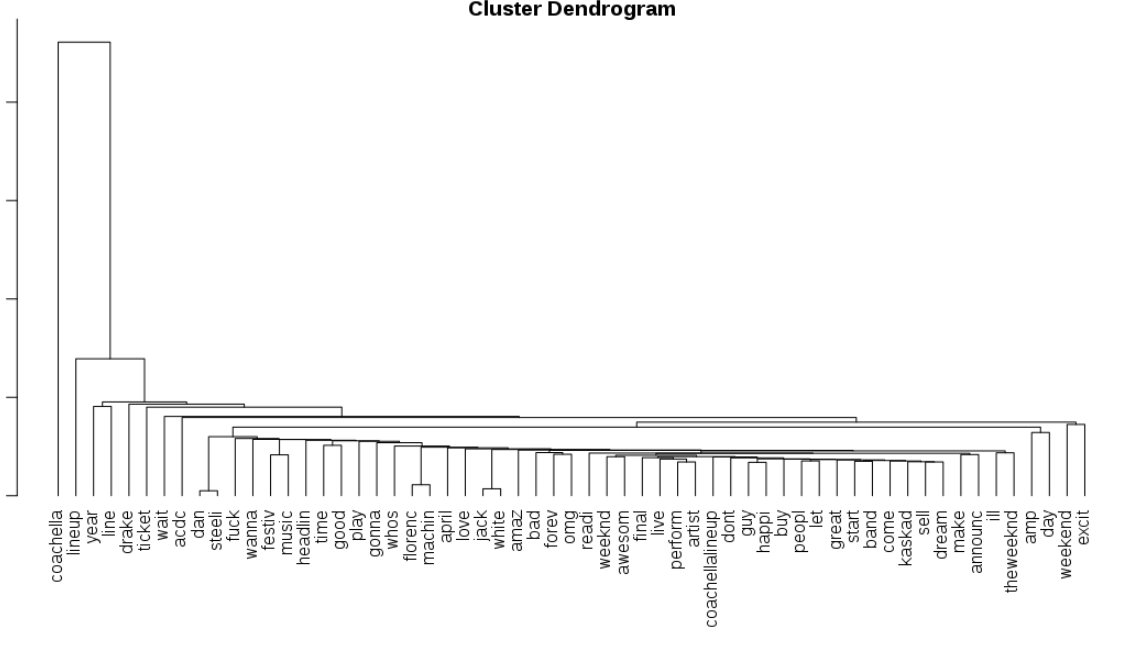 Cluster Dendrogram
coachella
lineup
year
line
drake
ticket
wait
acdc
dan
steeli
fuck
wanna
festiv
music
headlin
time
good
play
gonna
whos
florenc
machin
april
love
jack
white
amaz
bad
forev
omg
readi
weeknd
awesom
final
live
perform
artist
coachellalineup
dont
guy
happi
buy
peopl
let
great
start
band
come
kaskad
sell
dream
make
announc
ill
theweeknd
amp
day
weekend
excit